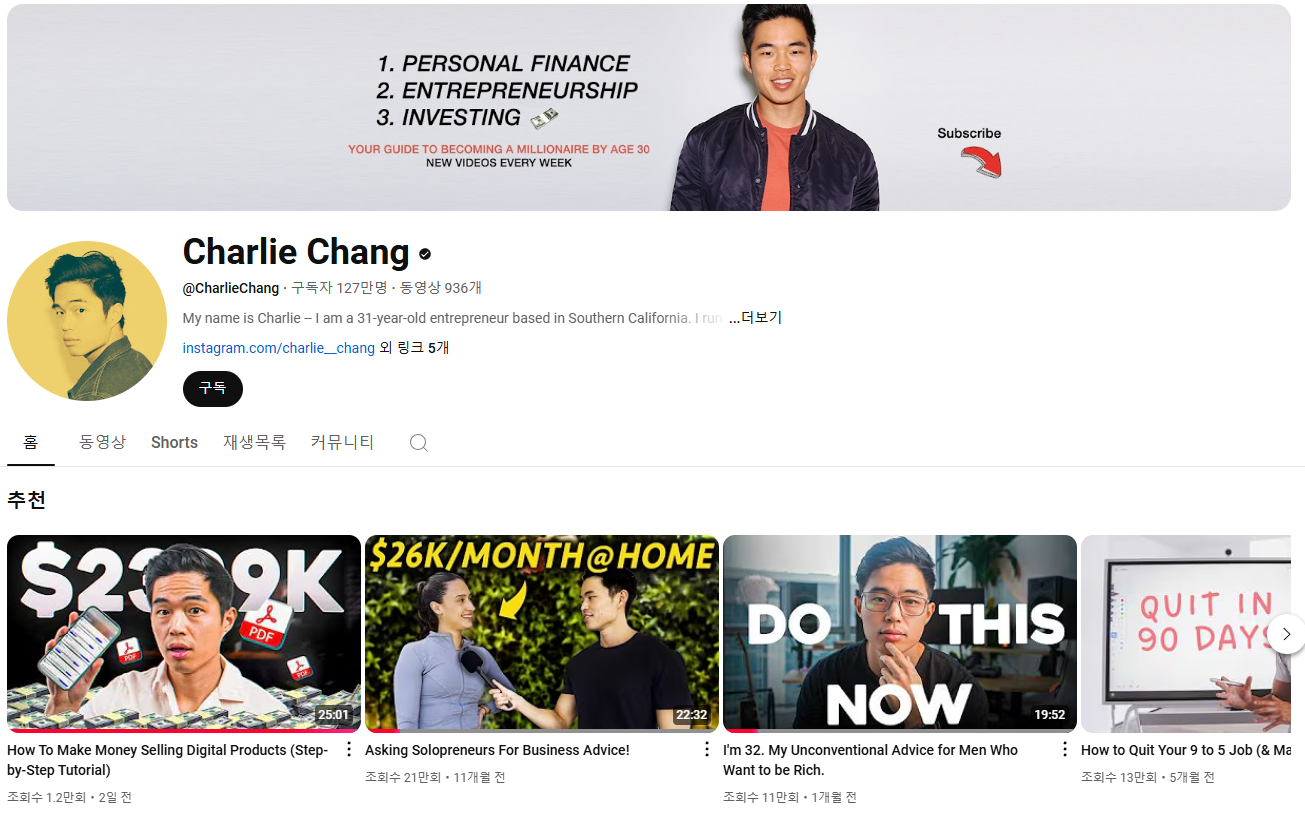 1. PERSONAL FINANCE
2. ENTREPRENEURSHIP
3. INVESTING
YOUR GUIDE TO BECOMING A MILLIONAIRE BY AGE 30
NEW VIDEOS EVERY WEEK
Subscribe
Charlie Chang
@CharlieChang · 구독자 127만명 · 동영상 936개
My name is Charlie – I am a 31-year-old entrepreneur based in Southern California. I run ...더보기
instagram.com/charlie__chang 외 링크 5개
구독
홈 동영상 Shorts 재생목록 커뮤니티
추천
PDF
PDF
PDF
25:01
$26K/MONTH@HOME
22:32
DO THIS
NOW
19:52
QUIT IN
90 DAYS
How To Make Money Selling Digital Products (Step-
by-Step Tutorial)
조회수 1.2만회 • 2일 전
Asking Solopreneurs For Business Advice!
조회수 21만회 • 11개월 전
I'm 32. My Unconventional Advice for Men Who
Want to be Rich.
조회수 11만회 • 1개월 전
How to Quit Your 9 to 5 Job (& Ma
조회수 13만회 • 5개월 전